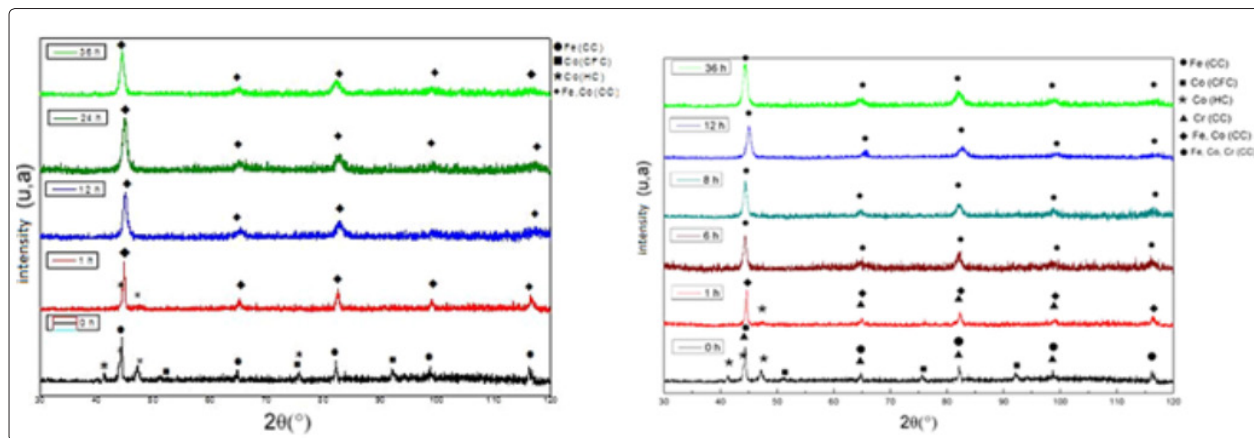 36 h
24 h
12 h
1 h
0 h
Fe (CC)
Co (CFC)
Co (HC)
Fe, Co (CC)
intensity (u,a)
30 40 50 60 70 80 90 100 110 120
2θ(°)
36 h
12 h
8 h
6 h
1 h
0 h
Fe (CC)
Co (CFC)
Co (HC)
Cr (CC)
Fe, Co (CC)
Fe, Co, Cr (CC)
intensity (u,a)
30 40 50 60 70 80 90 100 110 120
2θ(°)